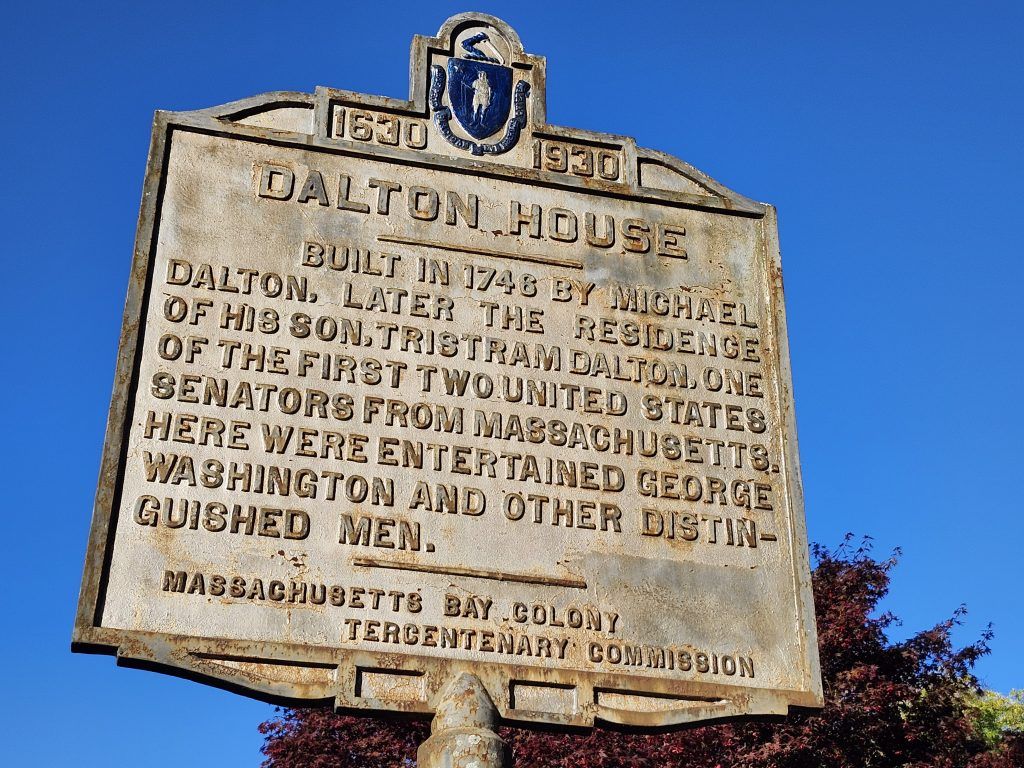 1630
1930
DALTON HOUSE
BUILT IN 1746 BY MICHAEL
DALTON, LATER THE RESIDENCE
OF HIS SON, TRISTRAM DALTON, ONE
OF THE FIRST TWO UNITED STATES
SENATORS FROM MASSACHUSETTS.
HERE WERE ENTERTAINED GEORGE
WASHINGTON AND OTHER DISTIN-
GUISHED MEN.
MASSACHUSETTS BAY COLONY
TERCENTENARY COMMISSION